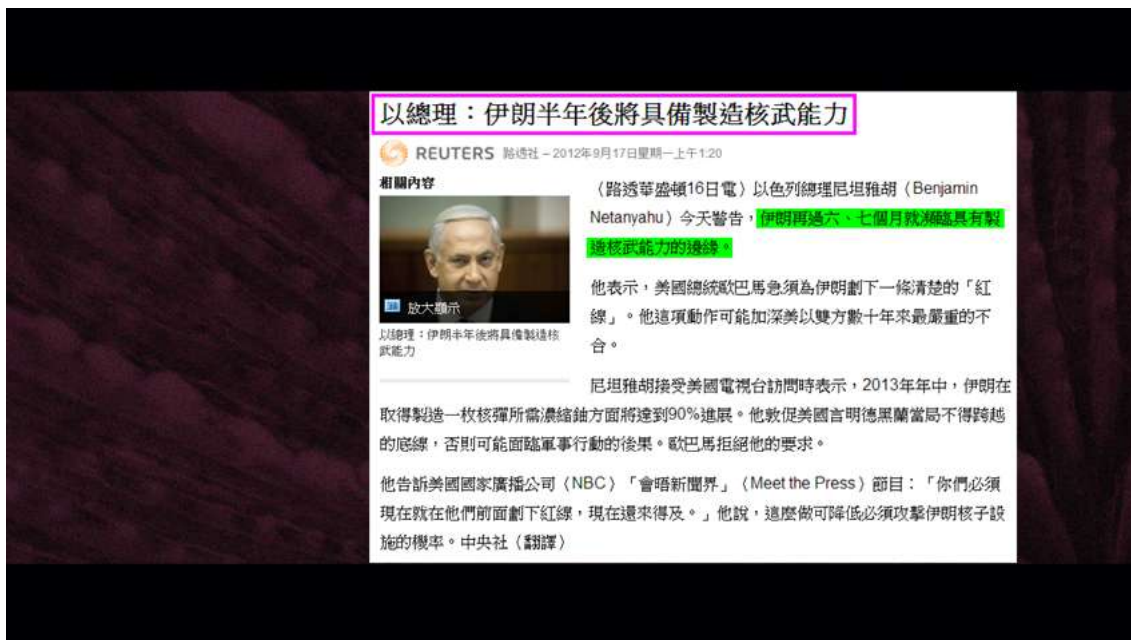 以總理：伊朗半年後將具備製造核武能力
REUTERS 路透社 – 2012年9月17日星期一上午1:20
相關內容
放大顯示
以總理：伊朗半年後將具備製造核
武能力
（路透華盛頓16日電）以色列總理尼坦雅胡（Benjamin
Netanyahu）今天警告，伊朗再過六、七個月就瀕臨具有製
造核武能力的邊緣。
他表示，美國總統歐巴馬急須為伊朗劃下一條清楚的「紅
線」。他這項動作可能加深美以雙方數十年來最嚴重的不
合。
尼坦雅胡接受美國電視台訪問時表示，2013年年中，伊朗在
取得製造一枚核彈所需濃縮鈾方面將達到90%進展。他敦促美國言明德黑蘭當局不得跨越
的底線，否則可能面臨軍事行動的後果。歐巴馬拒絕他的要求。
他告訴美國國家廣播公司（NBC）「會晤新聞界」（Meet the Press）節目：「你們必須
現在就在他們前面劃下紅線，現在還來得及。」他說，這麼做可降低必須攻擊伊朗核子設
施的機率。中央社（翻譯）